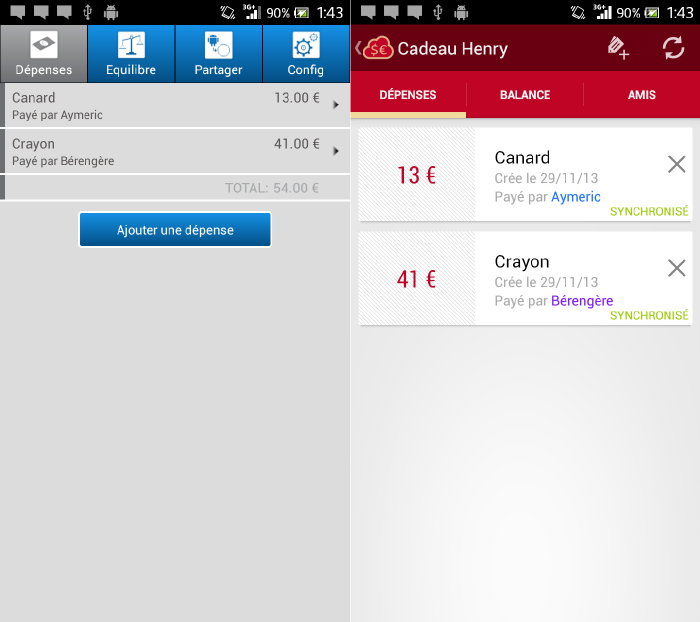 3G+ 90% 1:43
Dépenses Equilibre Partager Config
Canard 13.00 €
Payé par Aymeric
Crayon 41.00 €
Payé par Bérengère
TOTAL: 54.00 €
Ajouter une dépense
3G+ 90% 1:43
$€ Cadeau Henry
DÉPENSES BALANCE AMIS
13 €
Canard
Crée le 29/11/13
Payé par Aymeric
SYNCHRONISÉ
41 €
Crayon
Crée le 29/11/13
Payé par Bérengère
SYNCHRONISÉ